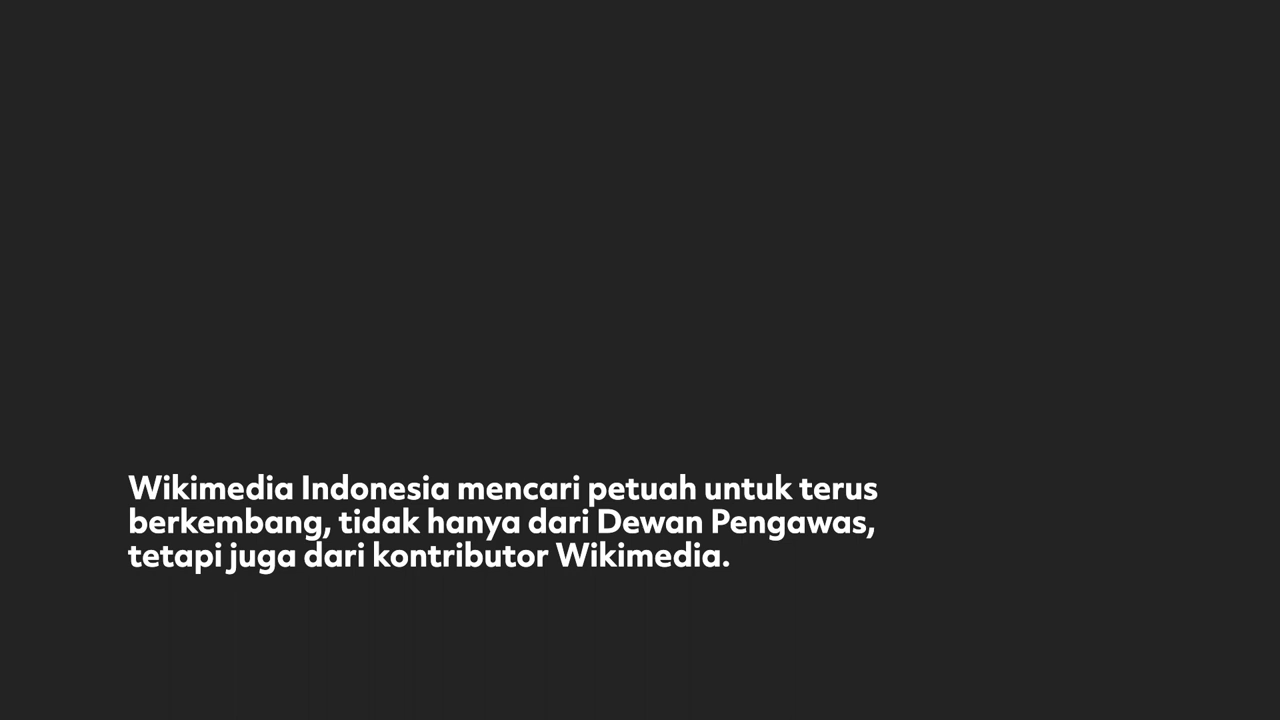 Wikimedia Indonesia mencari petuah untuk terus
berkembang, tidak hanya dari Dewan Pengawas,
tetapi juga dari kontributor Wikimedia.